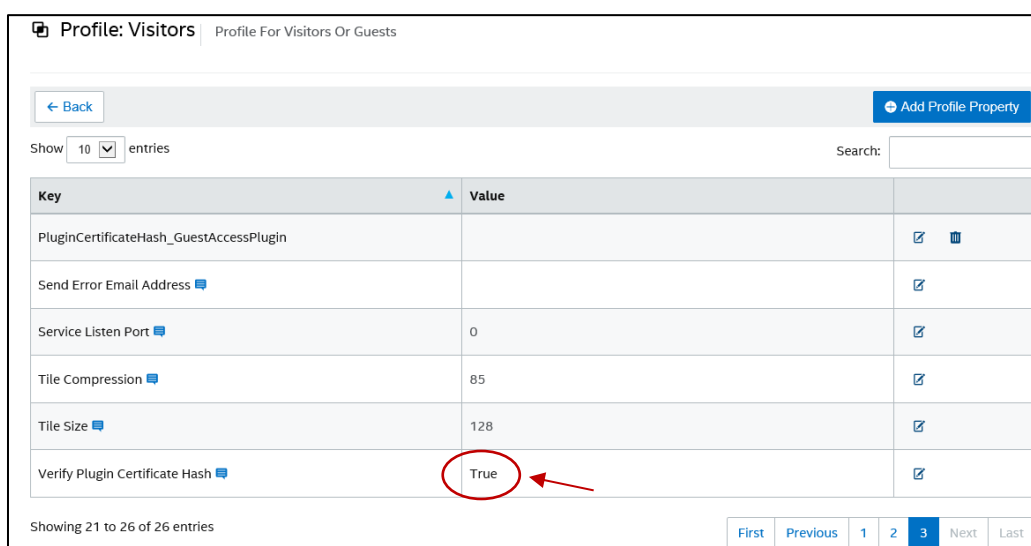 Profile: Visitors Profile For Visitors Or Guests
← Back Add Profile Property
Show 10 entries Search:
Key Value
PluginCertificateHash_GuestAccessPlugin
Send Error Email Address
Service Listen Port 0
Tile Compression 85
Tile Size 128
Verify Plugin Certificate Hash True
Showing 21 to 26 of 26 entries First Previous 1 2 3 Next Last